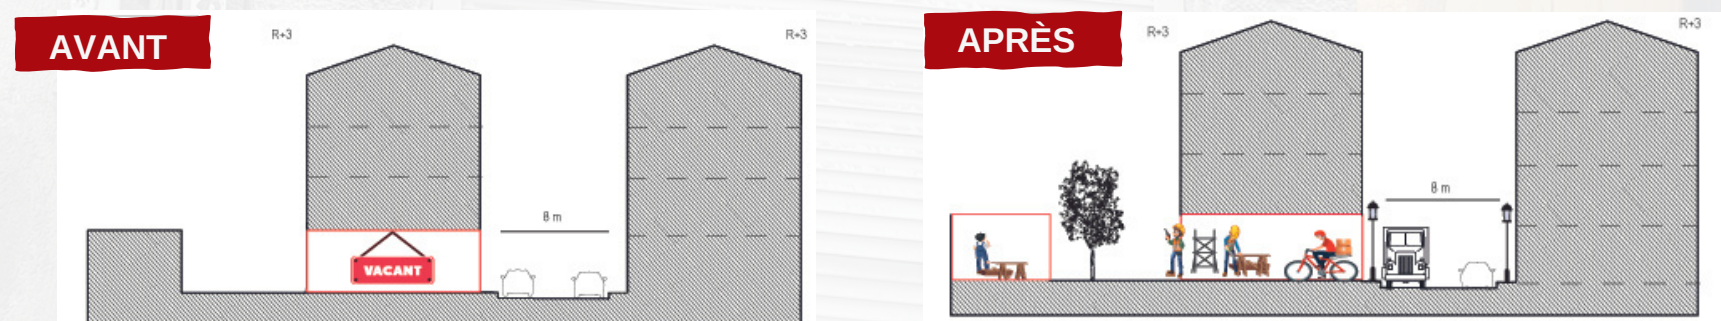 AVANT
R+3
R+3
8 m
VACANT
APRÈS
R+3
R+3
8 m